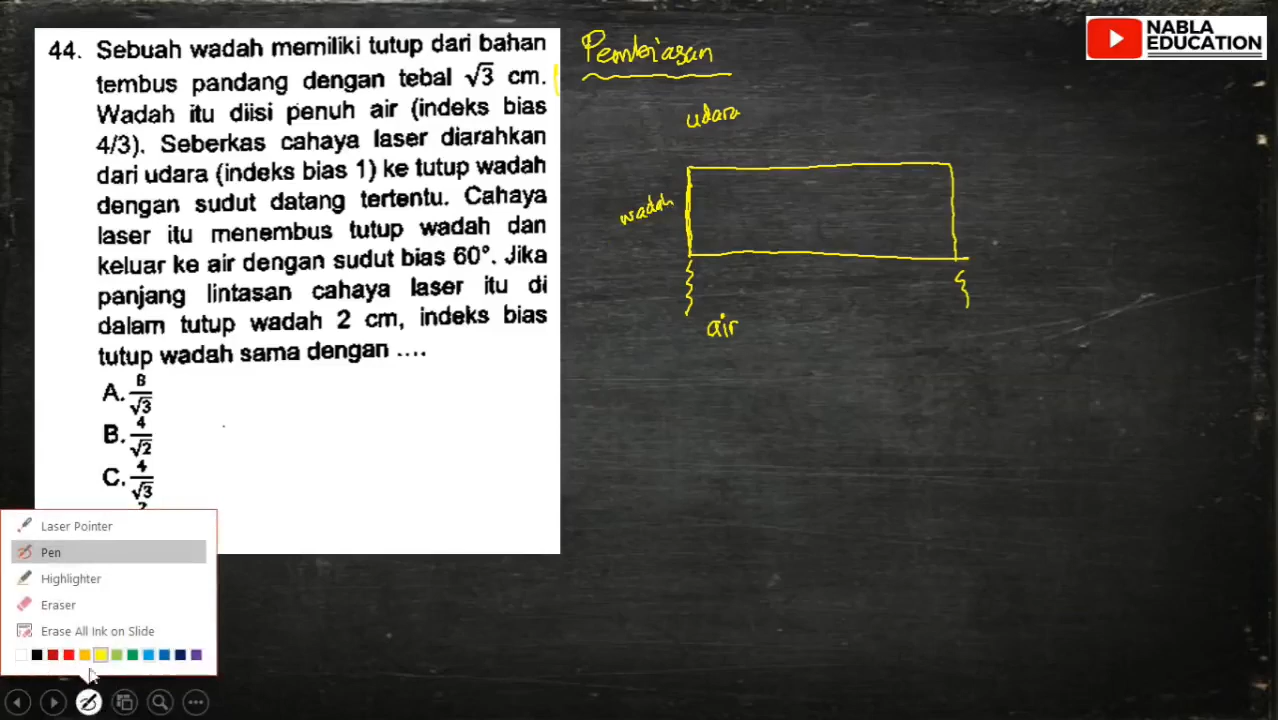 44. Sebuah wadah memiliki tutup dari bahan
tembus pandang dengan tebal √3 cm.
Wadah itu diisi penuh air (indeks bias
4/3). Seberkas cahaya laser diarahkan
dari udara (indeks bias 1) ke tutup wadah
dengan sudut datang tertentu. Cahaya
laser itu menembus tutup wadah dan
keluar ke air dengan sudut bias 60°. Jika
panjang lintasan cahaya laser itu di
dalam tutup wadah 2 cm, indeks bias
tutup wadah sama dengan ....
A. 8/√3
B. 4/√2
C. 4/√3
Pembiasan
udara
wadah
air
NABLA
EDUCATION
Laser Pointer
Pen
Highlighter
Eraser
Erase All Ink on Slide